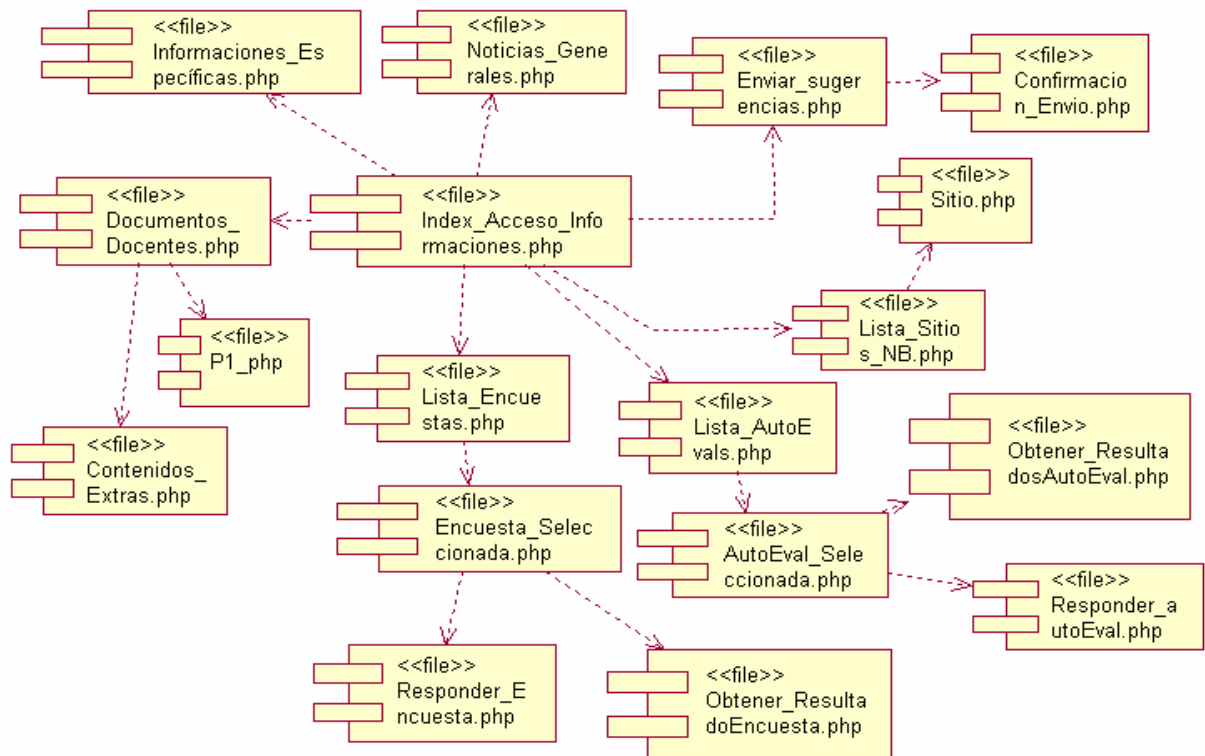 <<file>>
Informaciones_Es
pecíficas.php
<<file>>
Noticias_Gene
rales.php
<<file>>
Enviar_suger
encias.php
<<file>>
Confirmacio
n_Envio.php
<<file>>
Sitio.php
<<file>>
Documentos_
Docentes.php
<<file>>
Index_Acceso_Info
rmaciones.php
<<file>>
Lista_Sitio
s_NB.php
<<file>>
P1_php
<<file>>
Lista_Encue
stas.php
<<file>>
Lista_AutoE
vals.php
<<file>>
Obtener_Resulta
dosAutoEval.php
<<file>>
Contenidos_
Extras.php
<<file>>
Encuesta_Selec
cionada.php
<<file>>
AutoEval_Sele
ccionada.php
<<file>>
Responder_a
utoEval.php
<<file>>
Responder_E
ncuesta.php
<<file>>
Obtener_Resulta
doEncuesta.php